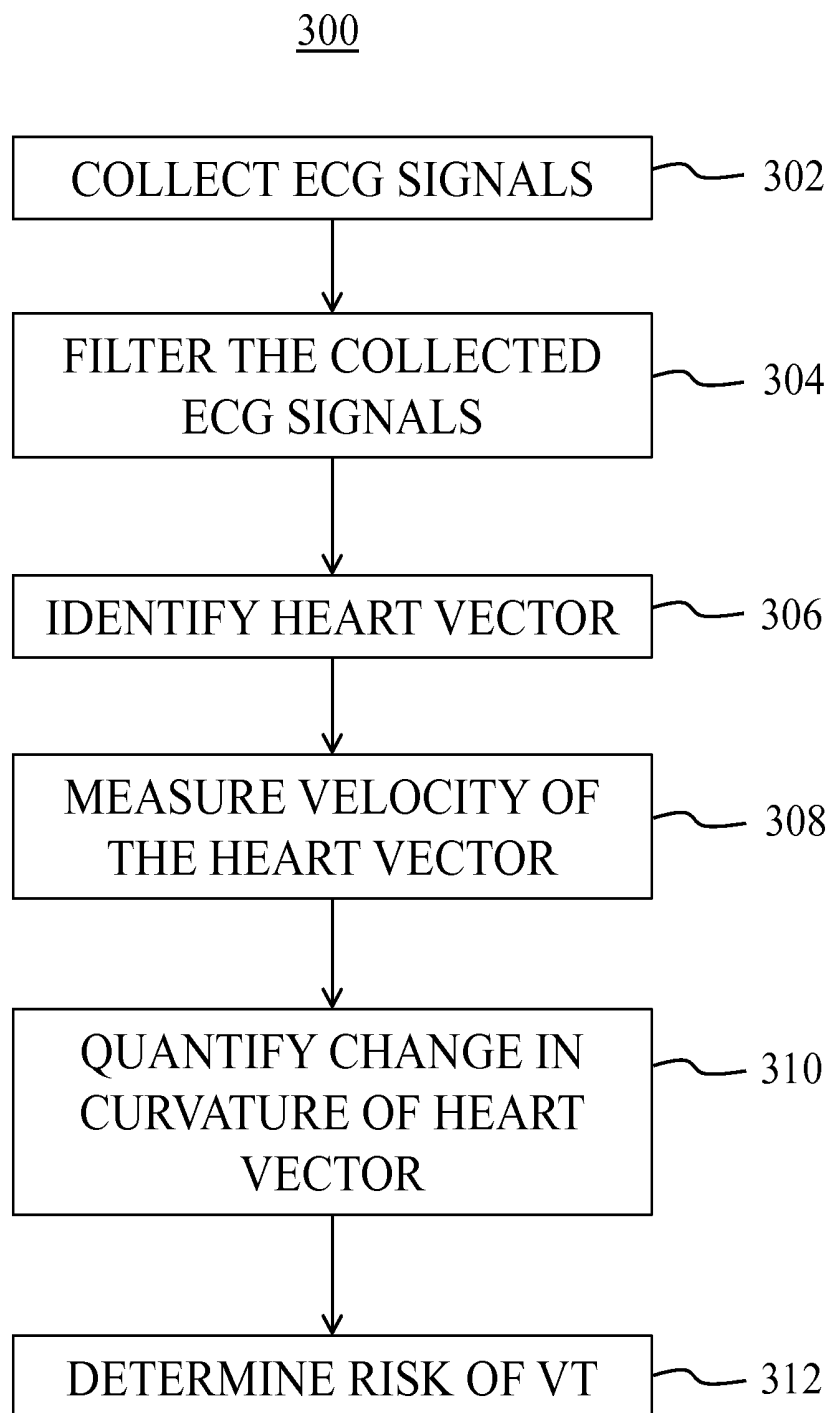 300
COLLECT ECG SIGNALS
302
FILTER THE COLLECTED
ECG SIGNALS
304
IDENTIFY HEART VECTOR
306
MEASURE VELOCITY OF
THE HEART VECTOR
308
QUANTIFY CHANGE IN
CURVATURE OF HEART
VECTOR
310
DETERMINE RISK OF VT
312